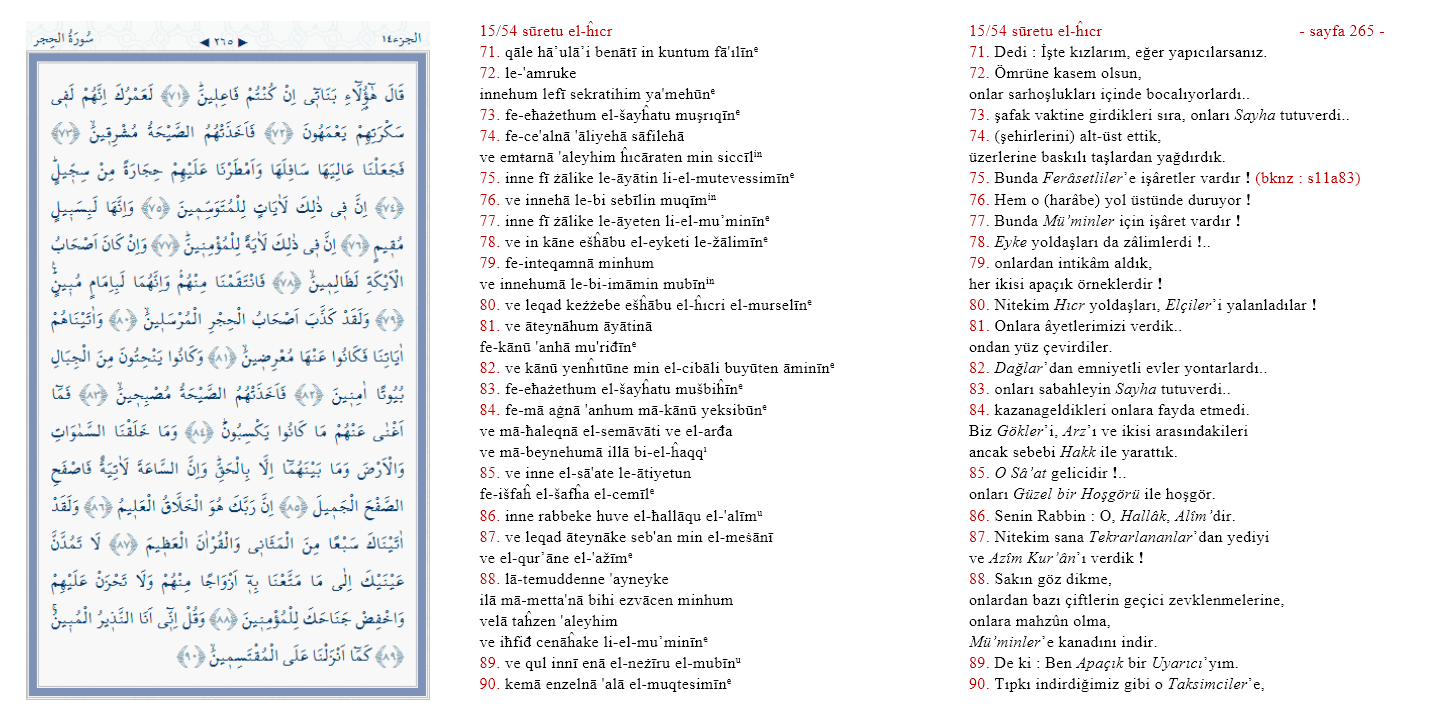 سُورَةُ الحِجر
◀ ٢٦٥ ▶
الجزء١٤
قَالَ هٰٓؤُ۬لَٓاءِ بَنَات۪ٓي اِنْ كُنْتُمْ فَاعِل۪ينَۜ ﴿٧١﴾ لَعَمْرُكَ اِنَّهُمْ لَف۪ي
سَكْرَتِهِمْ يَعْمَهُونَ ﴿٧٢﴾ فَاَخَذَتْهُمُ الصَّيْحَةُ مُشْرِق۪ينَۙ ﴿٧٣﴾
فَجَعَلْنَا عَالِيَهَا سَافِلَهَا وَاَمْطَرْنَا عَلَيْهِمْ حِجَارَةً مِنْ سِجّ۪يلٍۜ
﴿٧٤﴾ اِنَّ ف۪ي ذٰلِكَ لَاٰيَاتٍ لِلْمُتَوَسِّم۪ينَ ﴿٧٥﴾ وَاِنَّهَا لَبِسَب۪يلٍ
مُق۪يمٍ ﴿٧٦﴾ اِنَّ ف۪ي ذٰلِكَ لَاٰيَةً لِلْمُؤْمِن۪ينَۜ ﴿٧٧﴾ وَاِنْ كَانَ اَصْحَابُ
الْاَيْكَةِ لَظَالِم۪ينَۙ ﴿٧٨﴾ فَانْتَقَمْنَا مِنْهُمْۢ وَاِنَّهُمَا لَبِاِمَامٍ مُب۪ينٍۜ
﴿٧٩﴾ وَلَقَدْ كَذَّبَ اَصْحَابُ الْحِجْرِ الْمُرْسَل۪ينَۙ ﴿٨٠﴾ وَاٰتَيْنَاهُمْ
اٰيَاتِنَا فَكَانُوا عَنْهَا مُعْرِض۪ينَۙ ﴿٨١﴾ وَكَانُوا يَنْحِتُونَ مِنَ الْجِبَالِ
بُيُوتًا اٰمِن۪ينَ ﴿٨٢﴾ فَاَخَذَتْهُمُ الصَّيْحَةُ مُصْبِح۪ينَۙ ﴿٨٣﴾ فَمَٓا
اَغْنٰى عَنْهُمْ مَا كَانُوا يَكْسِبُونَۜ ﴿٨٤﴾ وَمَا خَلَقْنَا السَّمٰوَاتِ
وَالْاَرْضَ وَمَا بَيْنَهُمَٓا اِلَّا بِالْحَقِّۜ وَاِنَّ السَّاعَةَ لَاٰتِيَةٌ فَاصْفَحِ
الصَّفْحَ الْجَم۪يلَ ﴿٨٥﴾ اِنَّ رَبَّكَ هُوَ الْخَلَّاقُ الْعَل۪يمُ ﴿٨٦﴾ وَلَقَدْ
اٰتَيْنَاكَ سَبْعًا مِنَ الْمَثَان۪ي وَالْقُرْاٰنَ الْعَظ۪يمَ ﴿٨٧﴾ لَا تَمُدَّنَّ
عَيْنَيْكَ اِلٰى مَا مَتَّعْنَا بِه۪ٓ اَزْوَاجًا مِنْهُمْ وَلَا تَحْزَنْ عَلَيْهِمْ
وَاخْفِضْ جَنَاحَكَ لِلْمُؤْمِن۪ينَ ﴿٨٨﴾ وَقُلْ اِنّ۪ٓي اَنَا النَّذ۪يرُ الْمُب۪ينُۚ
﴿٨٩﴾ كَمَٓا اَنْزَلْنَا عَلَى الْمُقْتَسِم۪ينَۙ ﴿٩٠﴾
15/54 sūretu el-ĥıcr
71. qāle hā’ulā’i benātī in kuntum fā'ılīnᵉ
72. le-'amruke
innehum lefī sekratihim ya'mehūnᵉ
73. fe-eħażethum el-šayĥatu muşrıqīnᵉ
74. fe-ce'alnā 'āliyehā sāfilehā
ve emtarnā 'aleyhim ĥıcāraten min siccīlⁱⁿ
75. inne fī żālike le-āyātin li-el-mutevessimīnᵉ
76. ve innehā le-bi sebīlin muqīmⁱⁿ
77. inne fī żālike le-āyeten li-el-mu’minīnᵉ
78. ve in kāne ešĥābu el-eyketi le-žālimīnᵉ
79. fe-inteqamnā minhum
ve innehumā le-bi-imāmin mubīnⁱⁿ
80. ve leqad keżżebe ešĥābu el-ĥıcri el-murselīnᵉ
81. ve āteynāhum āyātinā
fe-kānū 'anhā mu'riđīnᵉ
82. ve kānū yenĥıtūne min el-cibāli buyūten āminīnᵉ
83. fe-eħażethum el-šayĥatu mušbiĥīnᵉ
84. fe-mā aġnā 'anhum mā-kānū yeksibūnᵉ
ve mā-ħaleqnā el-semāvāti ve el-arđa
ve mā-beynehumā illā bi-el-ĥaqqᶦ
85. ve inne el-sā'ate le-ātiyetun
fe-išfaĥ el-šafĥa el-cemīlᵉ
86. inne rabbeke huve el-ħallāqu el-'alīmᵘ
87. ve leqad āteynāke seb'an min el-mešānī
ve el-qur’āne el-'ažīmᵉ
88. lā-temuddenne 'ayneyke
ilā mā-metta'nā bihi ezvācen minhum
velā taĥzen 'aleyhim
ve iħfiđ cenāĥake li-el-mu’minīnᵉ
89. ve qul innī enā el-neżīru el-mubīnᵘ
90. kemā enzelnā 'alā el-muqtesimīnᵉ
15/54 sūretu el-ĥıcr - sayfa 265 -
71. Dedi : İşte kızlarım, eğer yapıcılarsanız.
72. Ömrüne kasem olsun,
onlar sarhoşlukları içinde bocalıyorlardı..
73. şafak vaktine girdikleri sıra, onları Sayha tutuverdi..
74. (şehirlerini) alt-üst ettik,
üzerlerine baskılı taşlardan yağdırdık.
75. Bunda Ferâsetliler’e işâretler vardır ! (bknz : s11a83)
76. Hem o (harâbe) yol üstünde duruyor !
77. Bunda Mü’minler için işâret vardır !
78. Eyke yoldaşları da zâlimlerdi !..
79. onlardan intikâm aldık,
her ikisi apaçık örneklerdir !
80. Nitekim Hıcr yoldaşları, Elçiler’i yalanladılar !
81. Onlara âyetlerimizi verdik..
ondan yüz çevirdiler.
82. Dağlar’dan emniyetli evler yontarlardı..
83. onları sabahleyin Sayha tutuverdi..
84. kazanageldikleri onlara fayda etmedi.
Biz Gökler’i, Arz’ı ve ikisi arasındakileri
ancak sebebi Hakk ile yarattık.
85. O Sâ’at gelicidir !..
onları Güzel bir Hoşgörü ile hoşgör.
86. Senin Rabbin : O, Hallâk, Alîm’dir.
87. Nitekim sana Tekrarlananlar’dan yediyi
ve Azîm Kur’ân’ı verdik !
88. Sakın göz dikme,
onlardan bazı çiftlerin geçici zevklenmelerine,
onlara mahzûn olma,
Mü’minler’e kanadını indir.
89. De ki : Ben Apaçık bir Uyarıcı’yım.
90. Tıpkı indirdiğimiz gibi o Taksimciler’e,